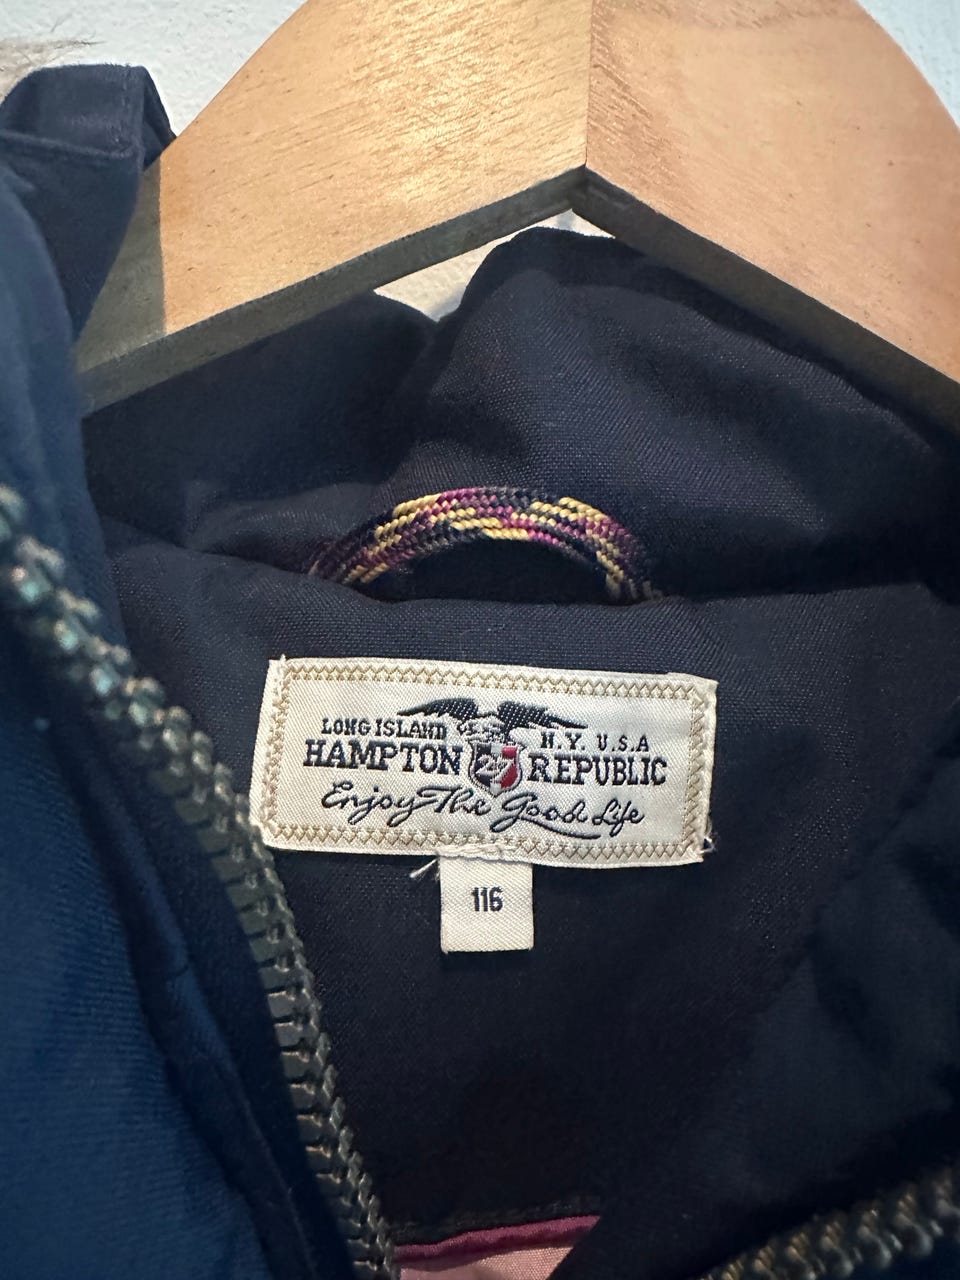 LONG ISLAND N.Y. U.S.A
HAMPTON 27 REPUBLIC
Enjoy The Good Life
116